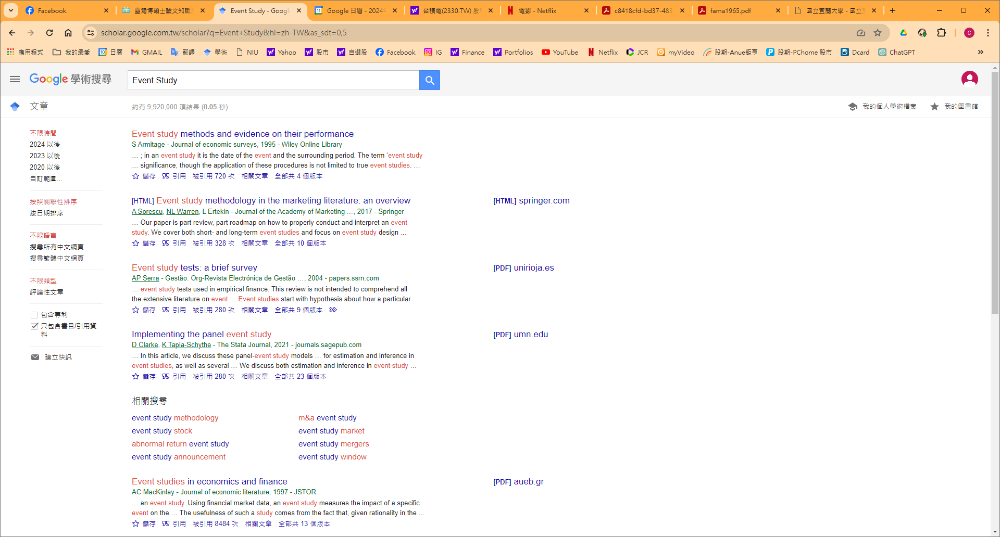 Facebook
臺灣博碩士論文知識加
Event Study - Googl
Google 日曆 - 2024
台積電(2330.TW) 股
電影 - Netflix
c8418cfd-bd37-483
fama1965.pdf
國立宜蘭大學 - 國立
scholar.google.com.tw/scholar?q=Event+Study&hl=zh-TW&as_sdt=0,5
C
應用程式
我的最愛
日曆
GMAIL
翻譯
學術
NIU
Yahoo
股市
自選股
Facebook
IG
Finance
Portfolios
YouTube
Netflix
JCR
myVideo
股期-Anue鉅亨
股期-PChome 股市
Dcard
ChatGPT
Google 學術搜尋
Event Study
文章
約有 9,920,000 項結果 (0.05 秒)
我的個人學術檔案
我的圖書館
不限時間
2024 以後
2023 以後
2020 以後
自訂範圍...
按照關聯性排序
按日期排序
不限語言
搜尋所有中文網頁
搜尋繁體中文網頁
不限類型
評論性文章
包含專利
只包含書目/引用資
料
建立快訊
Event study methods and evidence on their performance
S Armitage - Journal of economic surveys, 1995 - Wiley Online Library
… ; in an event study it is the date of the event and the surrounding period. The term 'event study
… significance, though the application of these procedures is not limited to true event studies. …
儲存 引用 被引用 720 次 相關文章 全部共 4 個版本
[HTML] Event study methodology in the marketing literature: an overview
[HTML] springer.com
A Sorescu, NL Warren, L Ertekin - Journal of the Academy of Marketing …, 2017 - Springer
… Our paper is part review, part roadmap on how to properly conduct and interpret an event
study. We cover both short- and long-term event studies and focus on event study design …
儲存 引用 被引用 328 次 相關文章 全部共 10 個版本
Event study tests: a brief survey
[PDF] unirioja.es
AP Serra - Gestão. Org-Revista Electrónica de Gestão …, 2004 - papers.ssrn.com
… event study tests used in empirical finance. This review is not intended to comprehend all
the extensive literature on event … Event studies start with hypothesis about how a particular …
儲存 引用 被引用 280 次 相關文章 全部共 9 個版本
Implementing the panel event study
[PDF] umn.edu
D Clarke, K Tapia-Schythe - The Stata Journal, 2021 - journals.sagepub.com
… In this article, we discuss these panel-event study models … for estimation and inference in
event studies, as well as several … We discuss both estimation and inference in event study …
儲存 引用 被引用 280 次 相關文章 全部共 23 個版本
相關搜尋
event study methodology
m&a event study
event study stock
event study market
abnormal return event study
event study mergers
event study announcement
event study window
Event studies in economics and finance
[PDF] aueb.gr
AC MacKinlay - Journal of economic literature, 1997 - JSTOR
… an event study. Using financial market data, an event study measures the impact of a specific
event on the … The usefulness of such a study comes from the fact that, given rationality in the …
儲存 引用 被引用 8484 次 相關文章 全部共 13 個版本